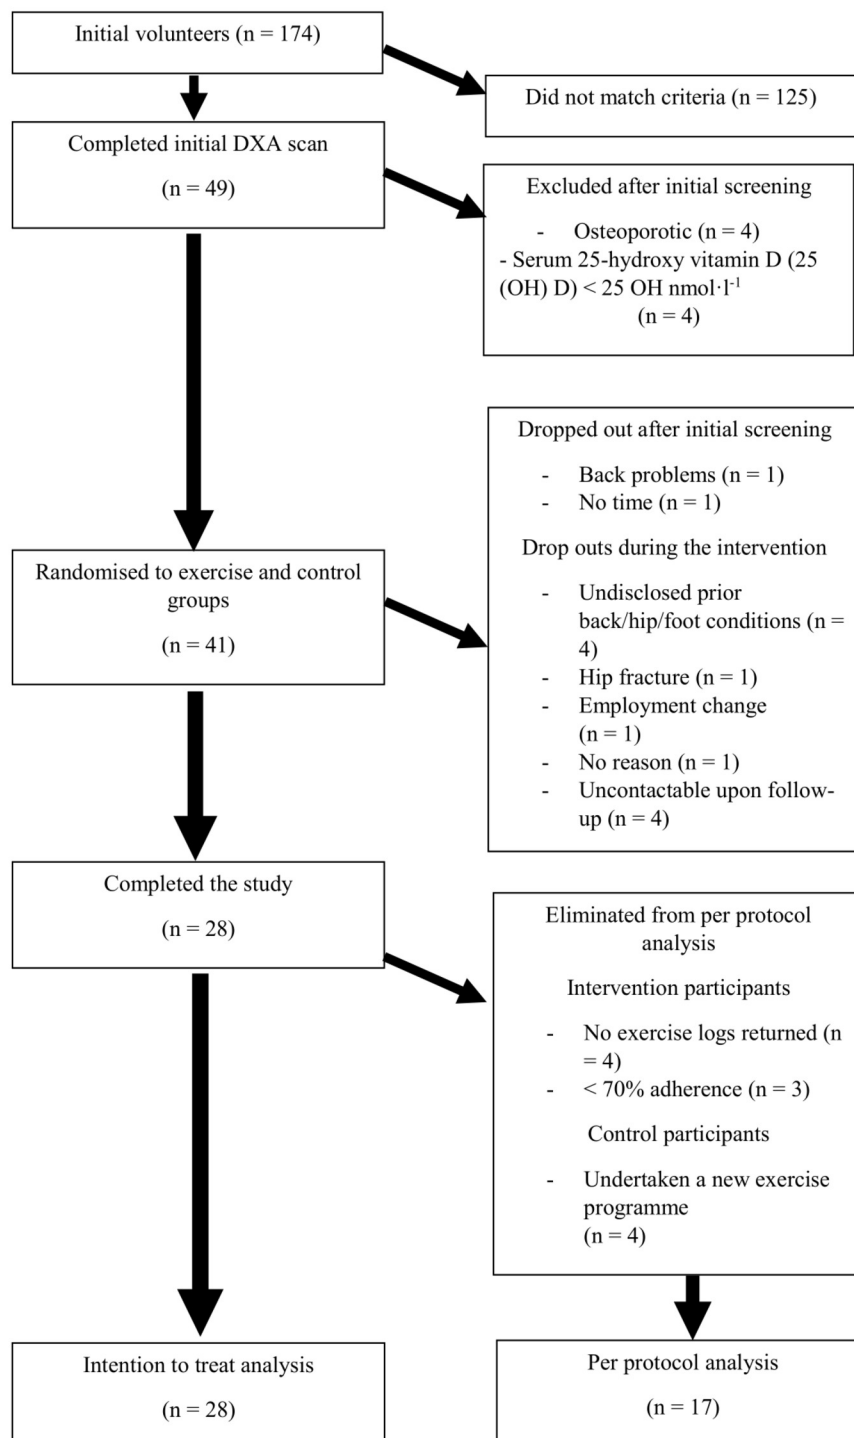 Initial volunteers (n = 174)
Did not match criteria (n = 125)
Completed initial DXA scan
(n = 49)
Excluded after initial screening
- Osteoporotic (n = 4)
- Serum 25-hydroxy vitamin D (25
(OH) D) < 25 OH nmol·l⁻¹
(n = 4)
Dropped out after initial screening
- Back problems (n = 1)
- No time (n = 1)
Drop outs during the intervention
- Undisclosed prior
back/hip/foot conditions (n =
4)
- Hip fracture (n = 1)
- Employment change
(n = 1)
- No reason (n = 1)
- Uncontactable upon follow-
up (n = 4)
Randomised to exercise and control
groups
(n = 41)
Completed the study
(n = 28)
Eliminated from per protocol
analysis
Intervention participants
- No exercise logs returned (n
= 4)
- < 70% adherence (n = 3)
Control participants
- Undertaken a new exercise
programme
(n = 4)
Intention to treat analysis
(n = 28)
Per protocol analysis
(n = 17)